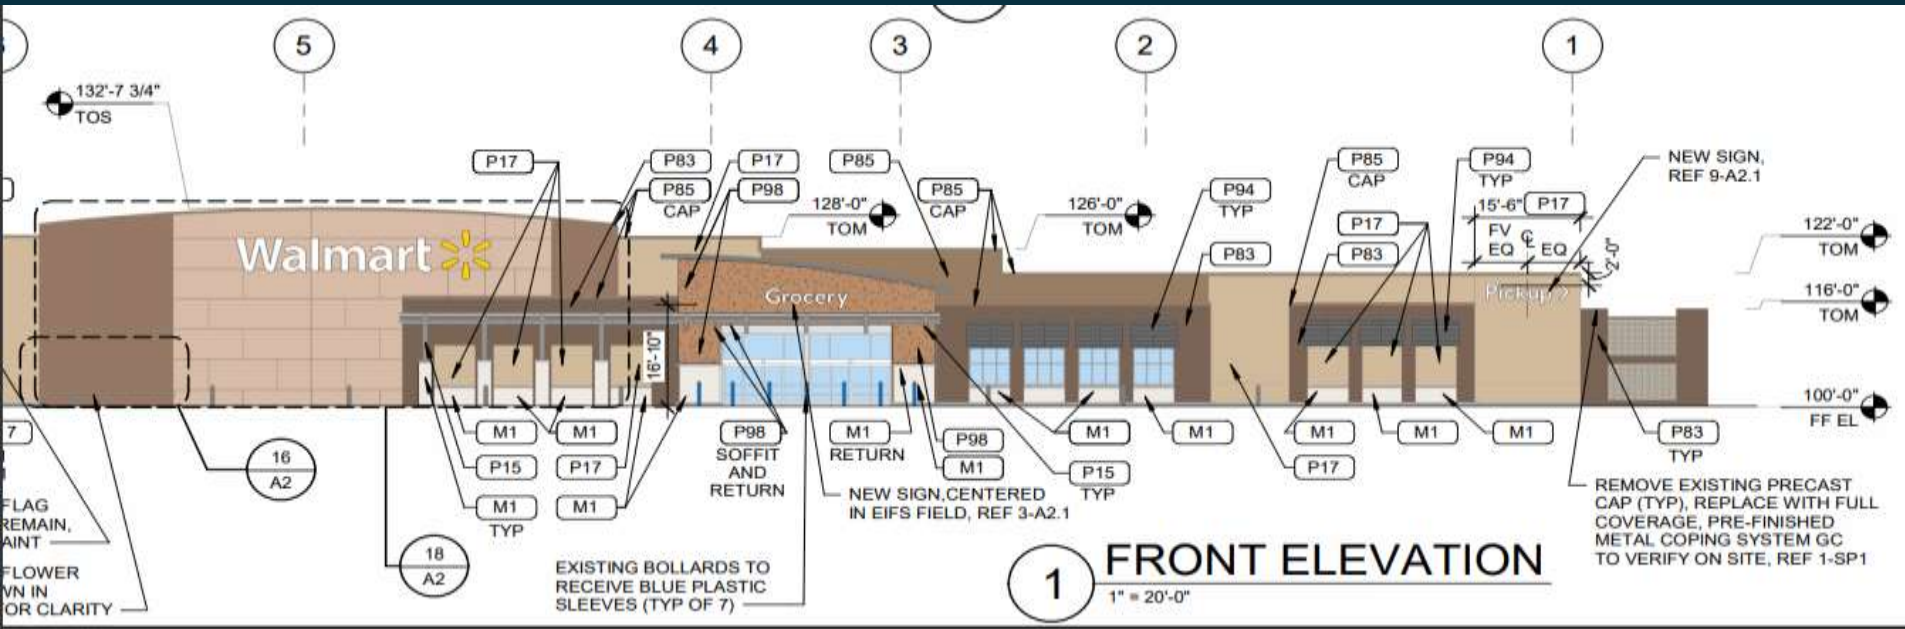 5
4
3
2
1
132'-7 3/4"
TOS
P17
P83
P85
CAP
P17
P98
P85
P85
CAP
128'-0"
TOM
126'-0"
TOM
P94
TYP
P83
P85
CAP
P17
P83
P94
TYP
15'-6"
P17
FV
EQ
EQ
2'-0"
NEW SIGN,
REF 9-A2.1
122'-0"
TOM
116'-0"
TOM
100'-0"
FF EL
Walmart
Grocery
Pickup
16'-10"
7
M1
M1
P15
P17
M1
TYP
M1
P98
SOFFIT
AND
RETURN
M1
RETURN
P98
M1
M1
P15
TYP
M1
P17
M1
M1
M1
P83
TYP
16
A2
18
A2
FLAG
REMAIN,
AINT
FLOWER
WN IN
OR CLARITY
EXISTING BOLLARDS TO
RECEIVE BLUE PLASTIC
SLEEVES (TYP OF 7)
NEW SIGN,CENTERED
IN EIFS FIELD, REF 3-A2.1
REMOVE EXISTING PRECAST
CAP (TYP), REPLACE WITH FULL
COVERAGE, PRE-FINISHED
METAL COPING SYSTEM GC
TO VERIFY ON SITE, REF 1-SP1
1
FRONT ELEVATION
1" = 20'-0"